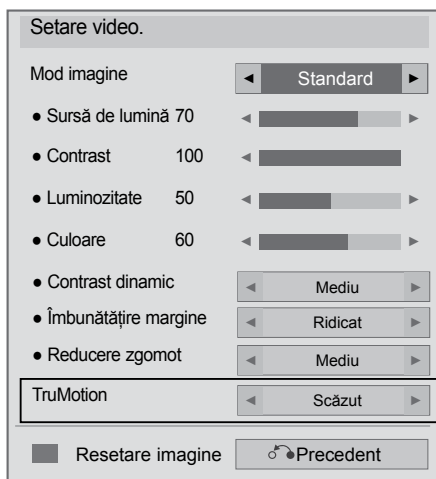 Setare video.
Mod imagine ◄ Standard ►
● Sursă de lumină 70 ◄ ►
● Contrast 100 ◄
● Luminozitate 50 ◄ ►
● Culoare 60 ◄ ►
● Contrast dinamic ◄ Mediu ►
● Îmbunătățire margine ◄ Ridicat ►
● Reducere zgomot ◄ Mediu ►
TruMotion ◄ Scăzut ►
Resetare imagine Precedent